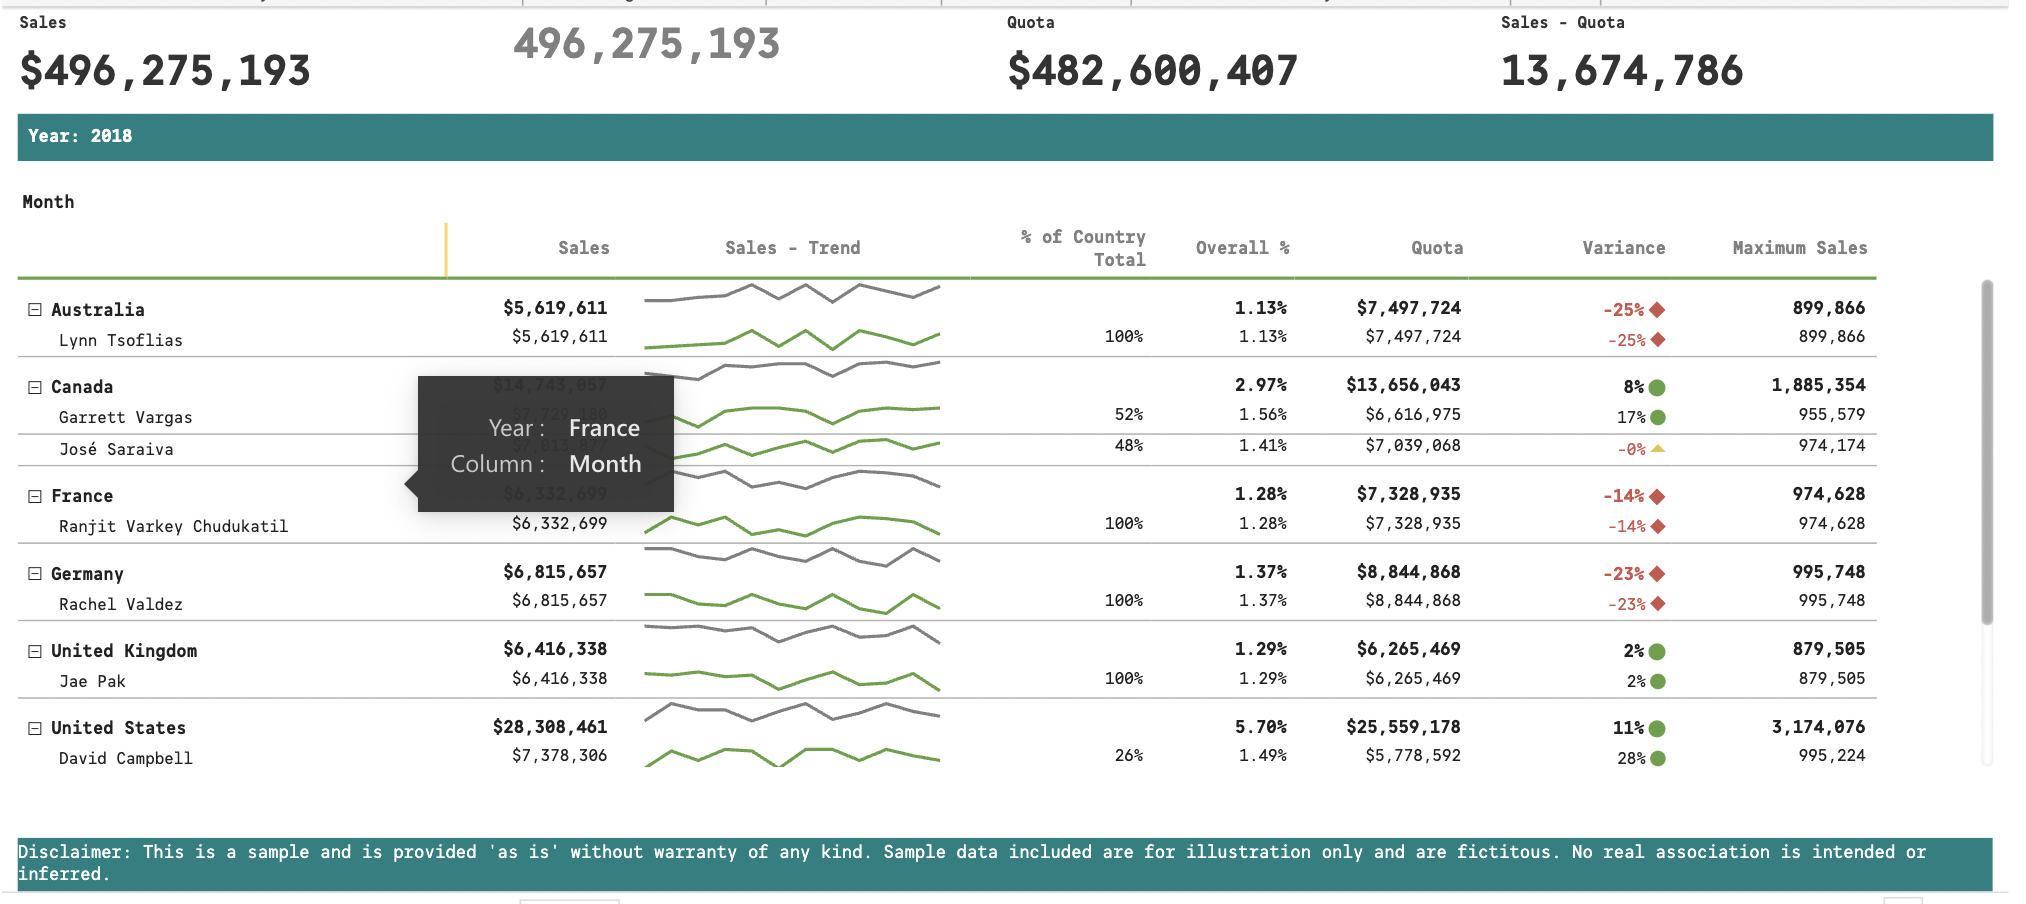 Sales
$496,275,193
496,275,193
Quota
$482,600,407
Sales - Quota
13,674,786
Year: 2018
Month
Sales Sales - Trend % of Country Total Overall % Quota Variance Maximum Sales
Australia $5,619,611 1.13% $7,497,724 -25% 899,866
Lynn Tsoflias $5,619,611 100% 1.13% $7,497,724 -25% 899,866
Canada $14,743,057 2.97% $13,656,043 8% 1,885,354
Garrett Vargas $7,729,180 52% 1.56% $6,616,975 17% 955,579
José Saraiva $7,013,877 48% 1.41% $7,039,068 -0% 974,174
Year : France
Column : Month
France $6,332,699 1.28% $7,328,935 -14% 974,628
Ranjit Varkey Chudukatil $6,332,699 100% 1.28% $7,328,935 -14% 974,628
Germany $6,815,657 1.37% $8,844,868 -23% 995,748
Rachel Valdez $6,815,657 100% 1.37% $8,844,868 -23% 995,748
United Kingdom $6,416,338 1.29% $6,265,469 2% 879,505
Jae Pak $6,416,338 100% 1.29% $6,265,469 2% 879,505
United States $28,308,461 5.70% $25,559,178 11% 3,174,076
David Campbell $7,378,306 26% 1.49% $5,778,592 28% 995,224
Disclaimer: This is a sample and is provided 'as is' without warranty of any kind. Sample data included are for illustration only and are fictitous. No real association is intended or
inferred.